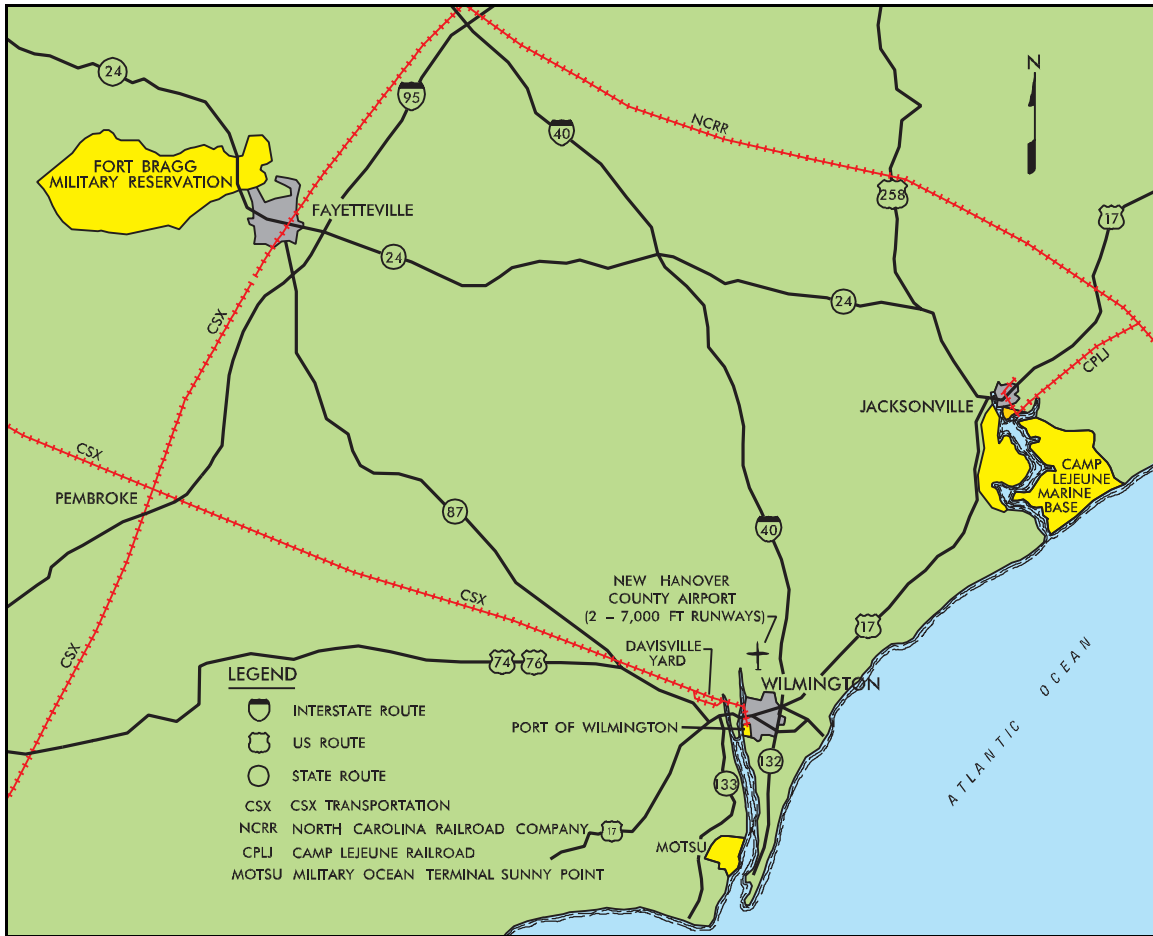 24
95
40
N
NCRR
FORT BRAGG
MILITARY RESERVATION
258
17
FAYETTEVILLE
24
24
CSX
CPLJ
JACKSONVILLE
CSX
CAMP
LEJEUNE
MARINE
BASE
PEMBROKE
87
40
NEW HANOVER
COUNTY AIRPORT
(2 – 7,000 FT RUNWAYS)
CSX
17
CSX
74
76
DAVISVILLE
YARD
WILMINGTON
PORT OF WILMINGTON
132
133
17
MOTSU
ATLANTIC OCEAN
LEGEND
INTERSTATE ROUTE
US ROUTE
STATE ROUTE
CSX CSX TRANSPORTATION
NCRR NORTH CAROLINA RAILROAD COMPANY
CPLJ CAMP LEJEUNE RAILROAD
MOTSU MILITARY OCEAN TERMINAL SUNNY POINT